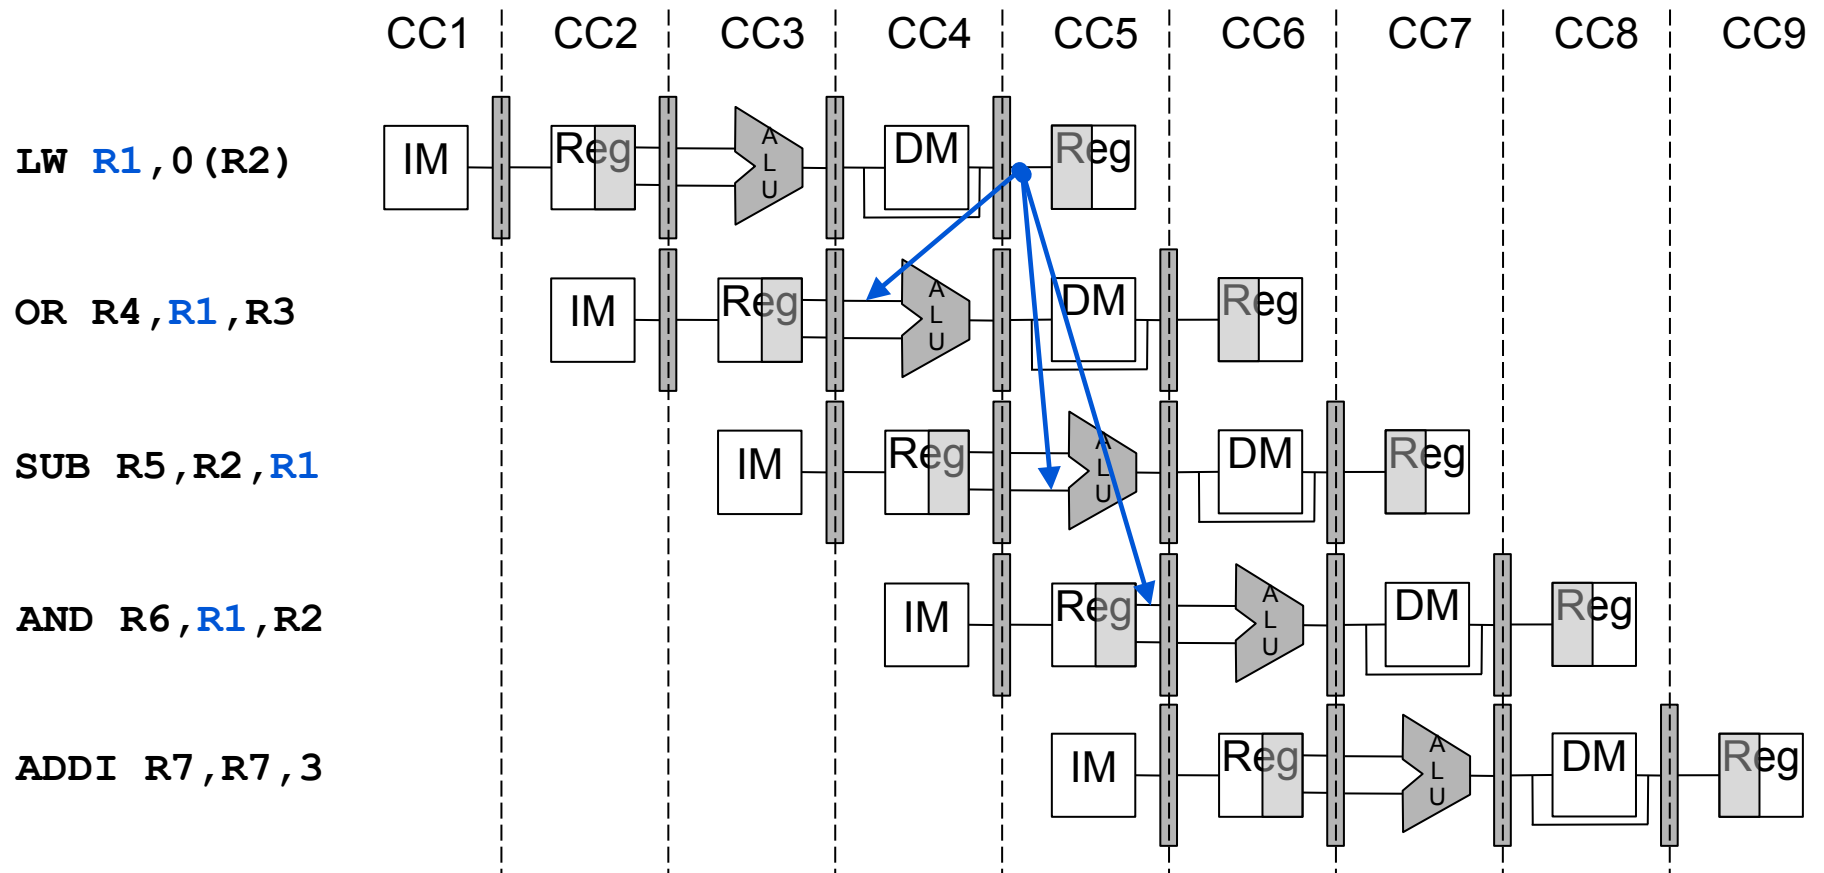 CC1 CC2 CC3 CC4 CC5 CC6 CC7 CC8 CC9
LW R1,0(R2) IM Reg ALU DM Reg
OR R4,R1,R3 IM Reg ALU DM Reg
SUB R5,R2,R1 IM Reg ALU DM Reg
AND R6,R1,R2 IM Reg ALU DM Reg
ADDI R7,R7,3 IM Reg ALU DM Reg